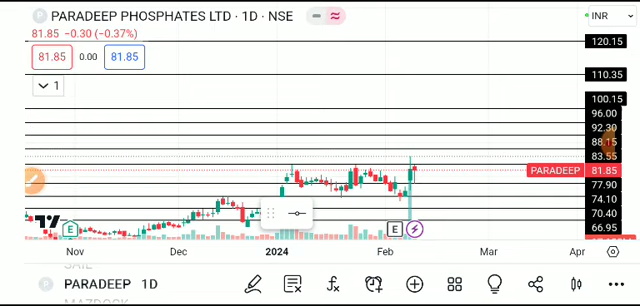 P PARADEEP PHOSPHATES LTD · 1D · NSE
INR
81.85 −0.30 (−0.37%)
81.85 0.00 81.85
1
120.15
110.35
100.15
96.00
92.30
88.15
83.55
PARADEEP 81.85
77.90
74.10
70.40
66.95
E E
Nov Dec 2024 Feb Mar Apr
SAIL
P PARADEEP 1D
MAZDOCK